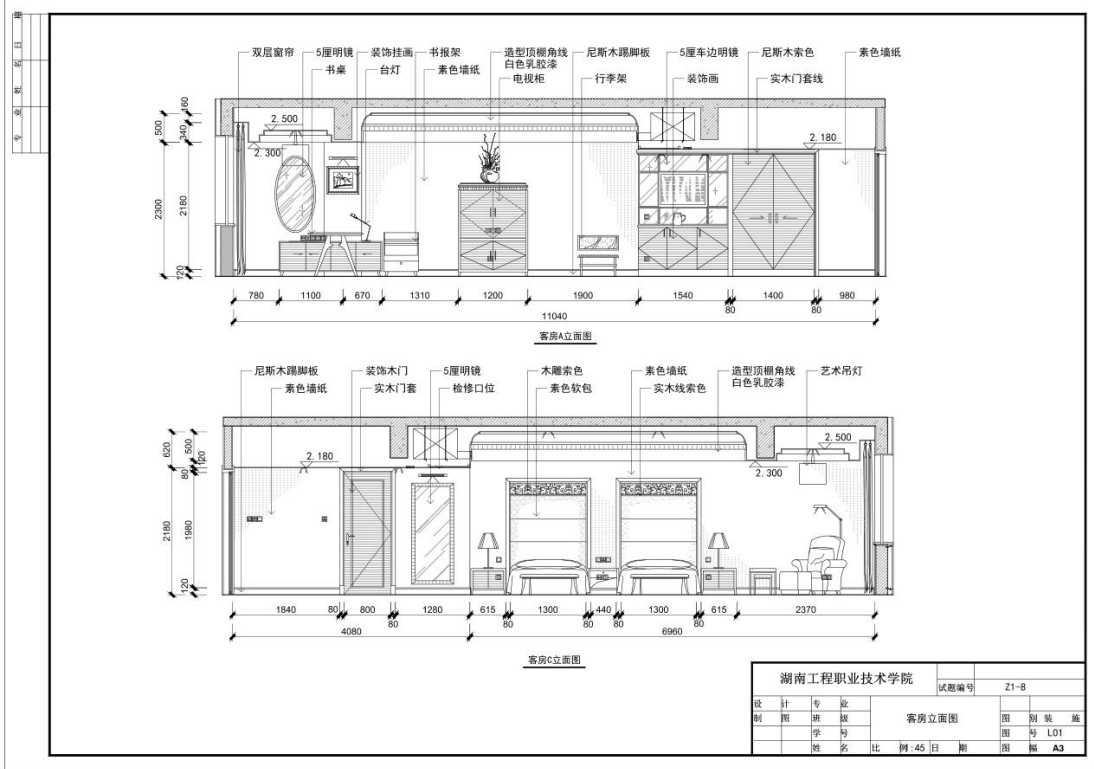 期
日
名
姓
业
专
双层窗帘 5厘明镜 装饰挂画 书报架 造型顶棚角线 尼斯木踢脚板 5厘车边明镜 尼斯木索色 素色墙纸
白色乳胶漆
书桌 台灯 素色墙纸 电视柜 行李架 装饰画 实木门套线
160
500
340
2.500
2.180
2.300
2300
2180
120
780 1100 670 1310 1200 1900 1540 80 1400 80 980
11040
客房A立面图
尼斯木踢脚板 装饰木门 5厘明镜 木雕索色 素色墙纸 造型顶棚角线 艺术吊灯
白色乳胶漆
素色墙纸 实木门套 检修口位 素色软包 实木线索色
620
500
120
2.500
2.180
2.300
80
2180
1980
120
1840 80 800 80 1280 615 80 1300 80 440 80 1300 80 615 2370
4080 6960
客房C立面图
湖南工程职业技术学院
试题编号 Z1-8
设 计 专 业
制 图 班 级 客房立面图 图 别 装 施
学 号 图 号 L01
姓 名 比 例:45 日 期 图 幅 A3